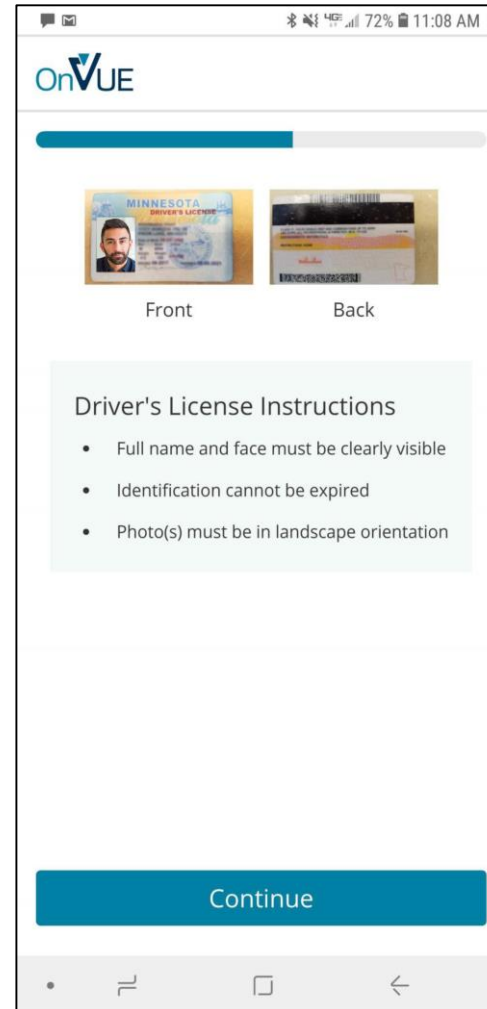 72% 11:08 AM
OnVUE
MINNESOTA
DRIVER'S LICENSE
Front Back
Driver's License Instructions
• Full name and face must be clearly visible
• Identification cannot be expired
• Photo(s) must be in landscape orientation
Continue